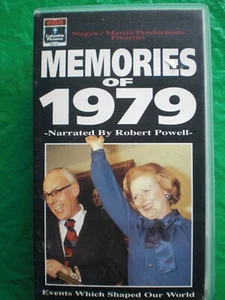 Nugus / Martin Productions
Presents
MEMORIES
OF
1979
-Narrated By Robert Powell-
Events Which Shaped Our World